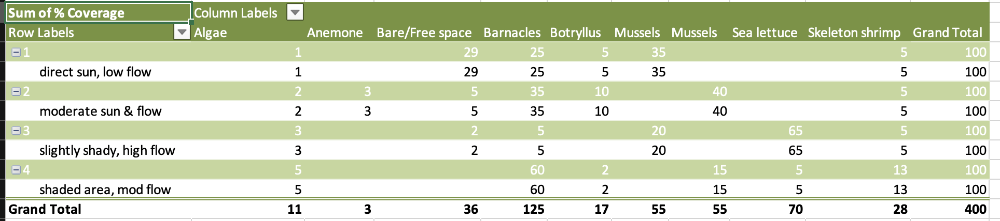 Sum of % Coverage Column Labels
Row Labels Algae Anemone Bare/Free space Barnacles Botryllus Mussels Mussels Sea lettuce Skeleton shrimp Grand Total
1 1 29 25 5 35 5 100
direct sun, low flow 1 29 25 5 35 5 100
2 2 3 5 35 10 40 5 100
moderate sun & flow 2 3 5 35 10 40 5 100
3 3 2 5 20 65 5 100
slightly shady, high flow 3 2 5 20 65 5 100
4 5 60 2 15 5 13 100
shaded area, mod flow 5 60 2 15 5 13 100
Grand Total 11 3 36 125 17 55 55 70 28 400